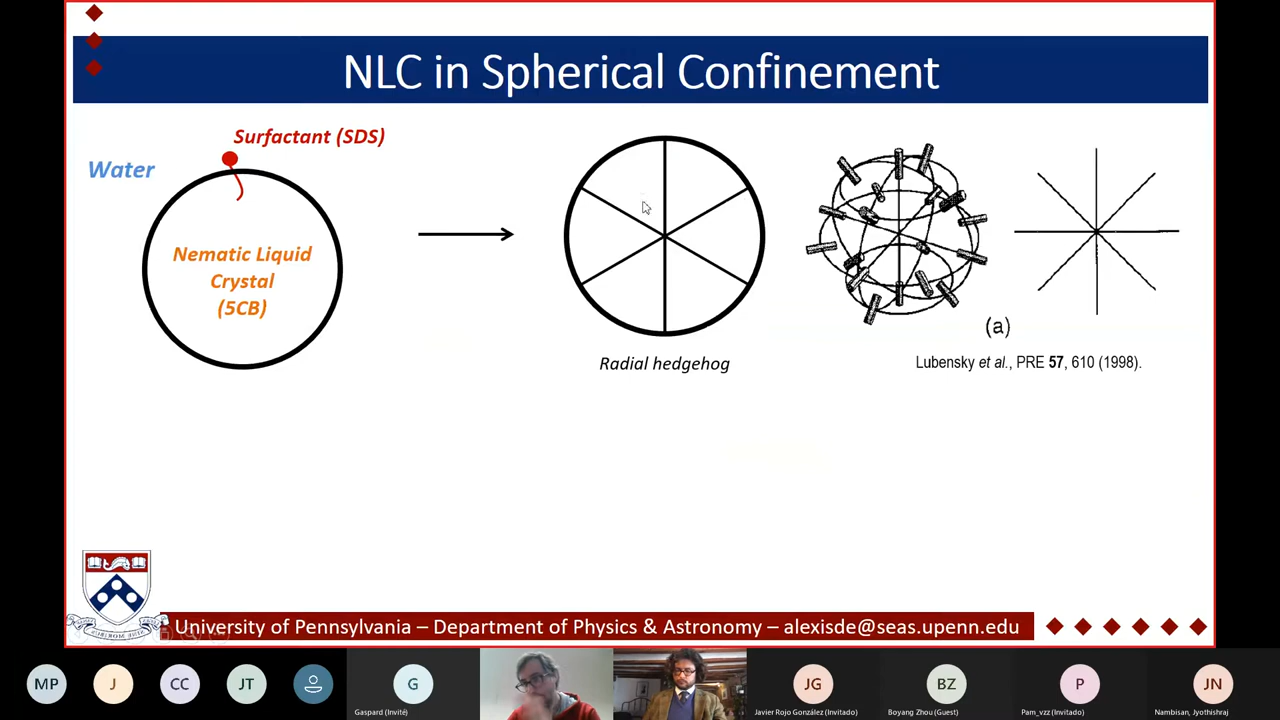 NLC in Spherical Confinement
Surfactant (SDS)
Water
Nematic Liquid
Crystal
(5CB)
Radial hedgehog
(a)
Lubensky et al., PRE 57, 610 (1998).
University of Pennsylvania – Department of Physics & Astronomy – alexisde@seas.upenn.edu
MP
J
CC
JT
G
Gaspard (Invité)
JG
Javier Rojo González (Invitado)
BZ
Boyang Zhou (Guest)
P
Pam_vzz (Invitado)
JN
Nambisan, Jyothishraj